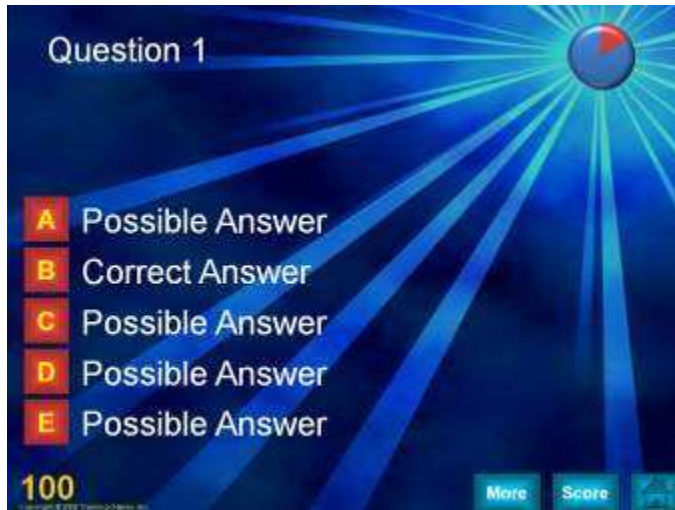 Question 1
A Possible Answer
B Correct Answer
C Possible Answer
D Possible Answer
E Possible Answer
100
More Score